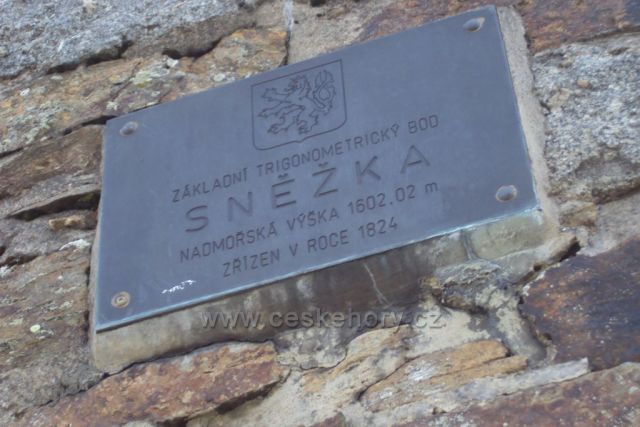 ZÁKLADNÍ TRIGONOMETRICKÝ BOD
SNĚŽKA
NADMOŘSKÁ VÝŠKA 1602.02 m
ZŘÍZEN V ROCE 1824
www.ceskehory.cz